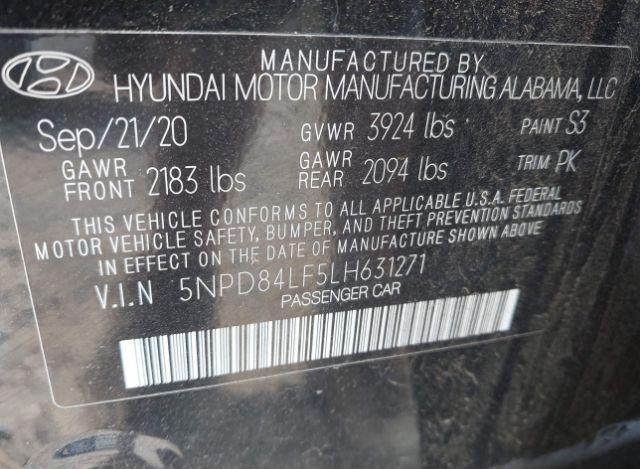 MANUFACTURED BY
HYUNDAI MOTOR MANUFACTURING ALABAMA, LLC
Sep/21/20 GVWR 3924 lbs PAINT S3
GAWR FRONT 2183 lbs GAWR REAR 2094 lbs TRIM PK
THIS VEHICLE CONFORMS TO ALL APPLICABLE U.S.A. FEDERAL
MOTOR VEHICLE SAFETY, BUMPER, AND THEFT PREVENTION STANDARDS
IN EFFECT ON THE DATE OF MANUFACTURE SHOWN ABOVE
V.I.N 5NPD84LF5LH631271
PASSENGER CAR